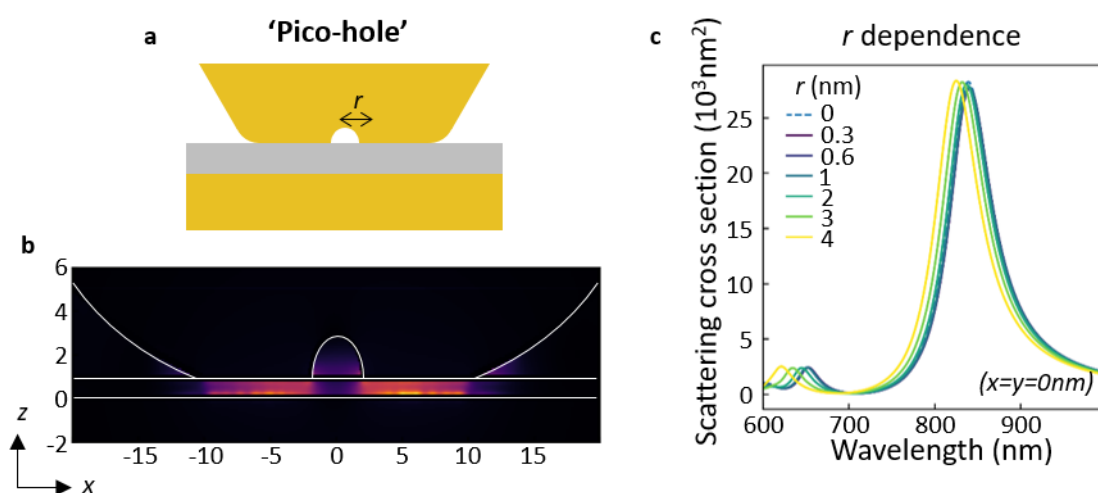 'Pico-hole'
a
r
b
6
4
2
0
-2
-15
-10
-5
0
5
10
15
z
x
c
r dependence
Scattering cross section (10³nm²)
25
20
15
10
5
0
r (nm)
0
0.3
0.6
1
2
3
4
(x=y=0nm)
600
700
800
900
Wavelength (nm)